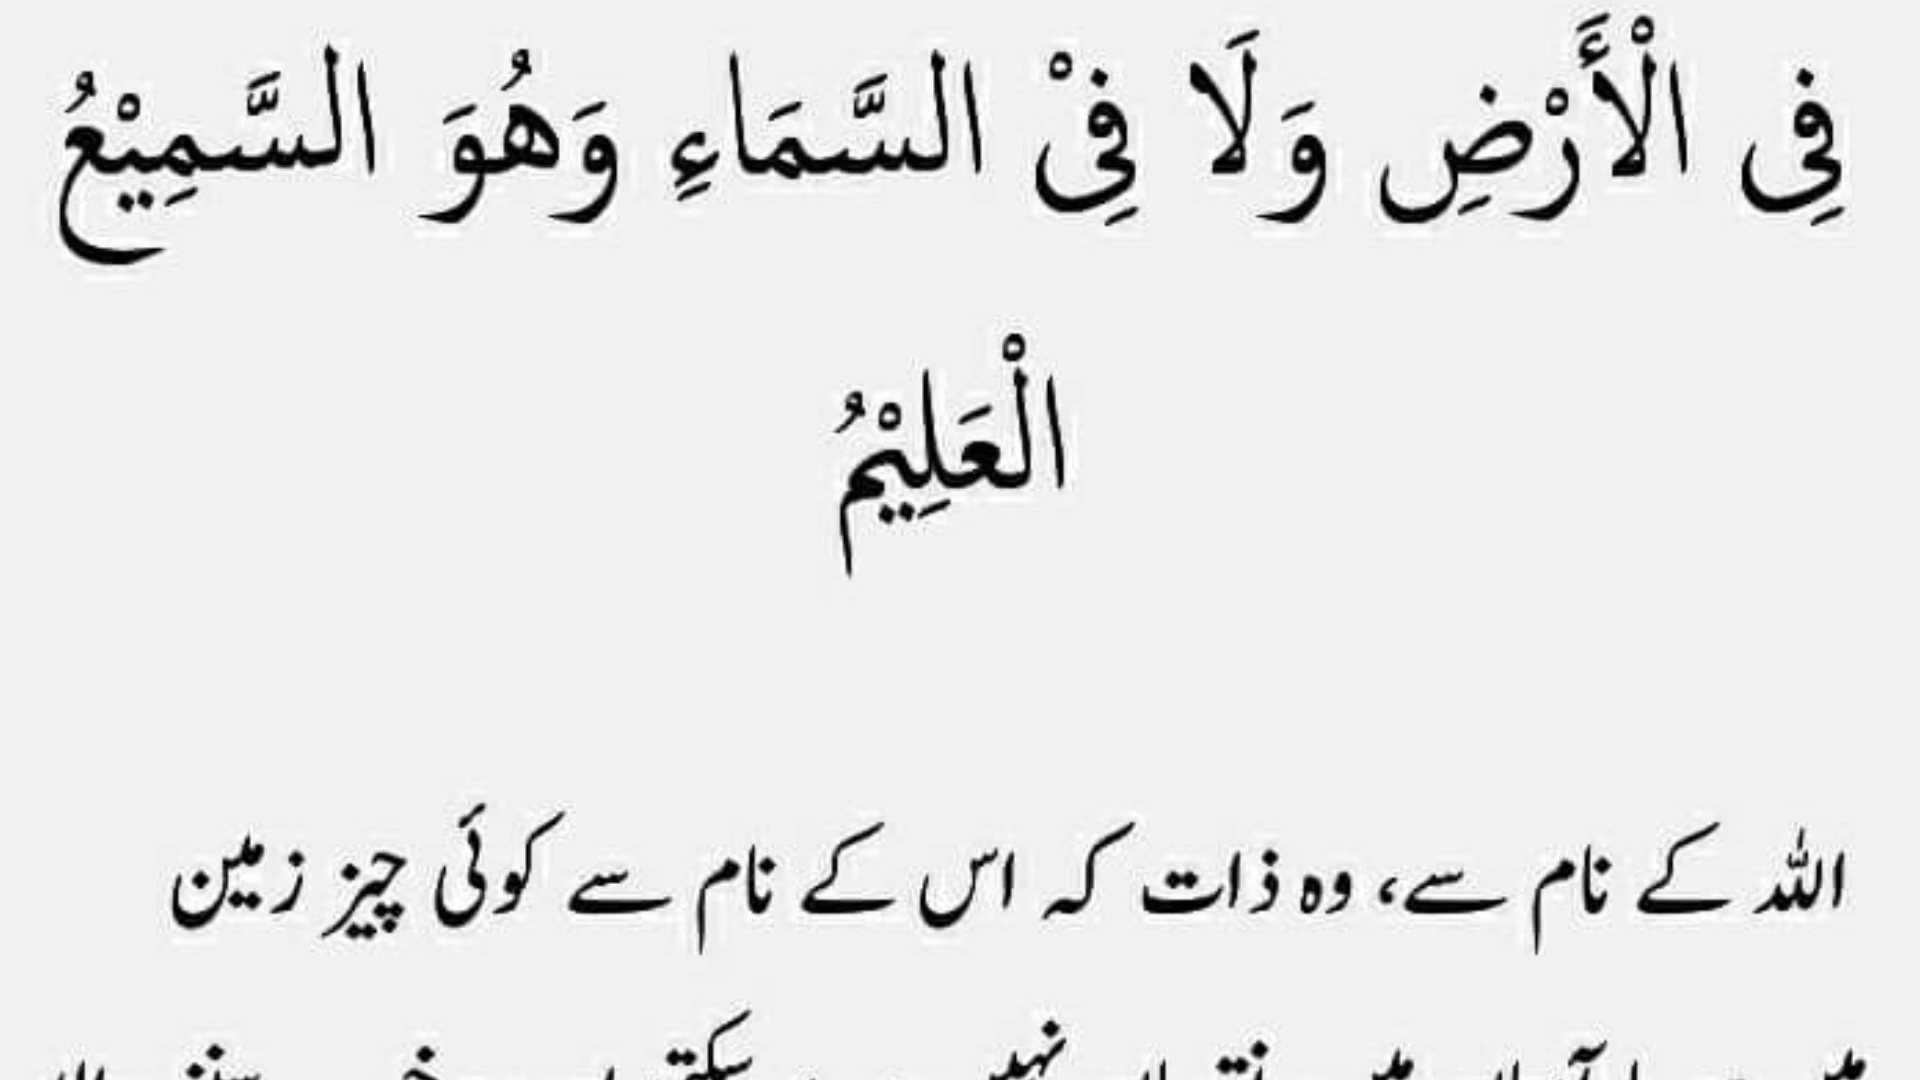 فِی الْأَرْضِ وَلَا فِیْ السَّمَاءِ وَهُوَ السَّمِیْعُ
الْعَلِیْمُ
اللہ کے نام سے، وہ ذات کہ اس کے نام سے کوئی چیز زمین